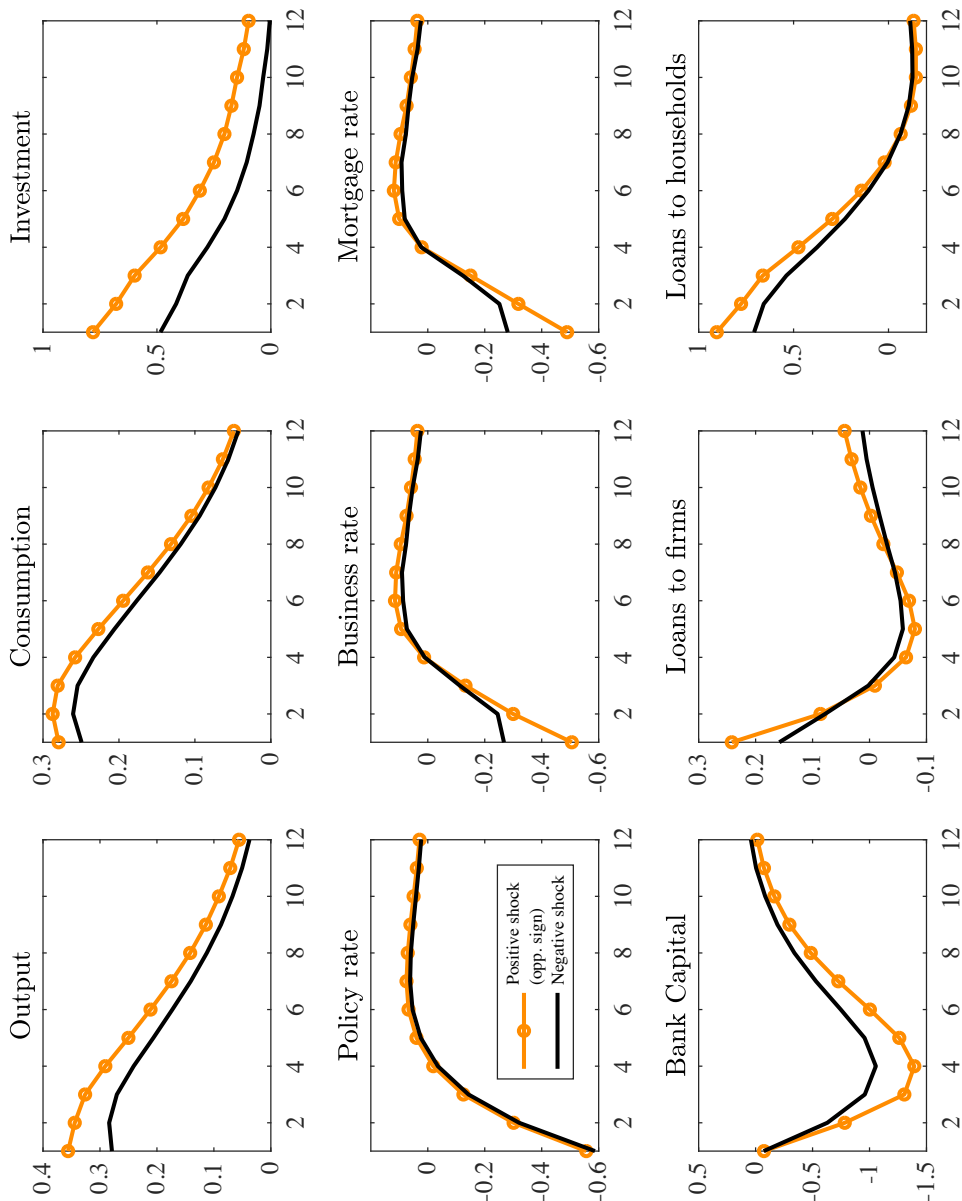 Output
0.4
0.3
0.2
0.1
0
2 4 6 8 10 12
Consumption
0.3
0.2
0.1
0
2 4 6 8 10 12
Investment
1
0.5
0
2 4 6 8 10 12
Policy rate
0
-0.2
-0.4
-0.6
2 4 6 8 10 12
Positive shock
(opp. sign)
Negative shock
Business rate
0
-0.2
-0.4
-0.6
2 4 6 8 10 12
Mortgage rate
0
-0.2
-0.4
-0.6
2 4 6 8 10 12
Bank Capital
0.5
0
-0.5
-1
-1.5
2 4 6 8 10 12
Loans to firms
0.3
0.2
0.1
0
-0.1
2 4 6 8 10 12
Loans to households
1
0.5
0
2 4 6 8 10 12